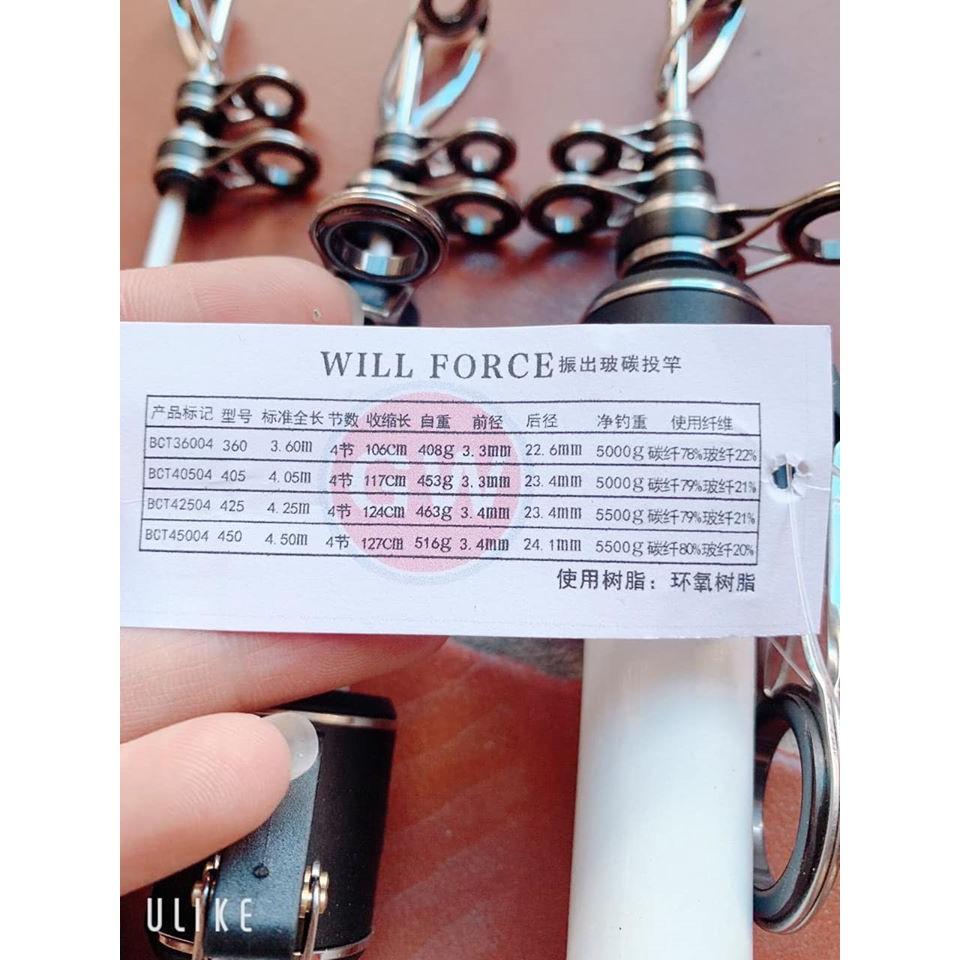 WILL FORCE振出玻碳投竿
产品标记 型号 标准全长 节数 收缩长 自重 前径 后径 净钓重 使用纤维
BCT36004 360 3.60m 4节 106cm 408g 3.3mm 22.6mm 5000g 碳纤78%玻纤22%
BCT40504 405 4.05m 4节 117cm 453g 3.3mm 23.4mm 5000g 碳纤79%玻纤21%
BCT42504 425 4.25m 4节 124cm 463g 3.4mm 23.4mm 5500g 碳纤79%玻纤21%
BCT45004 450 4.50m 4节 127cm 516g 3.4mm 24.1mm 5500g 碳纤80%玻纤20%
使用树脂：环氧树脂
ULIKE